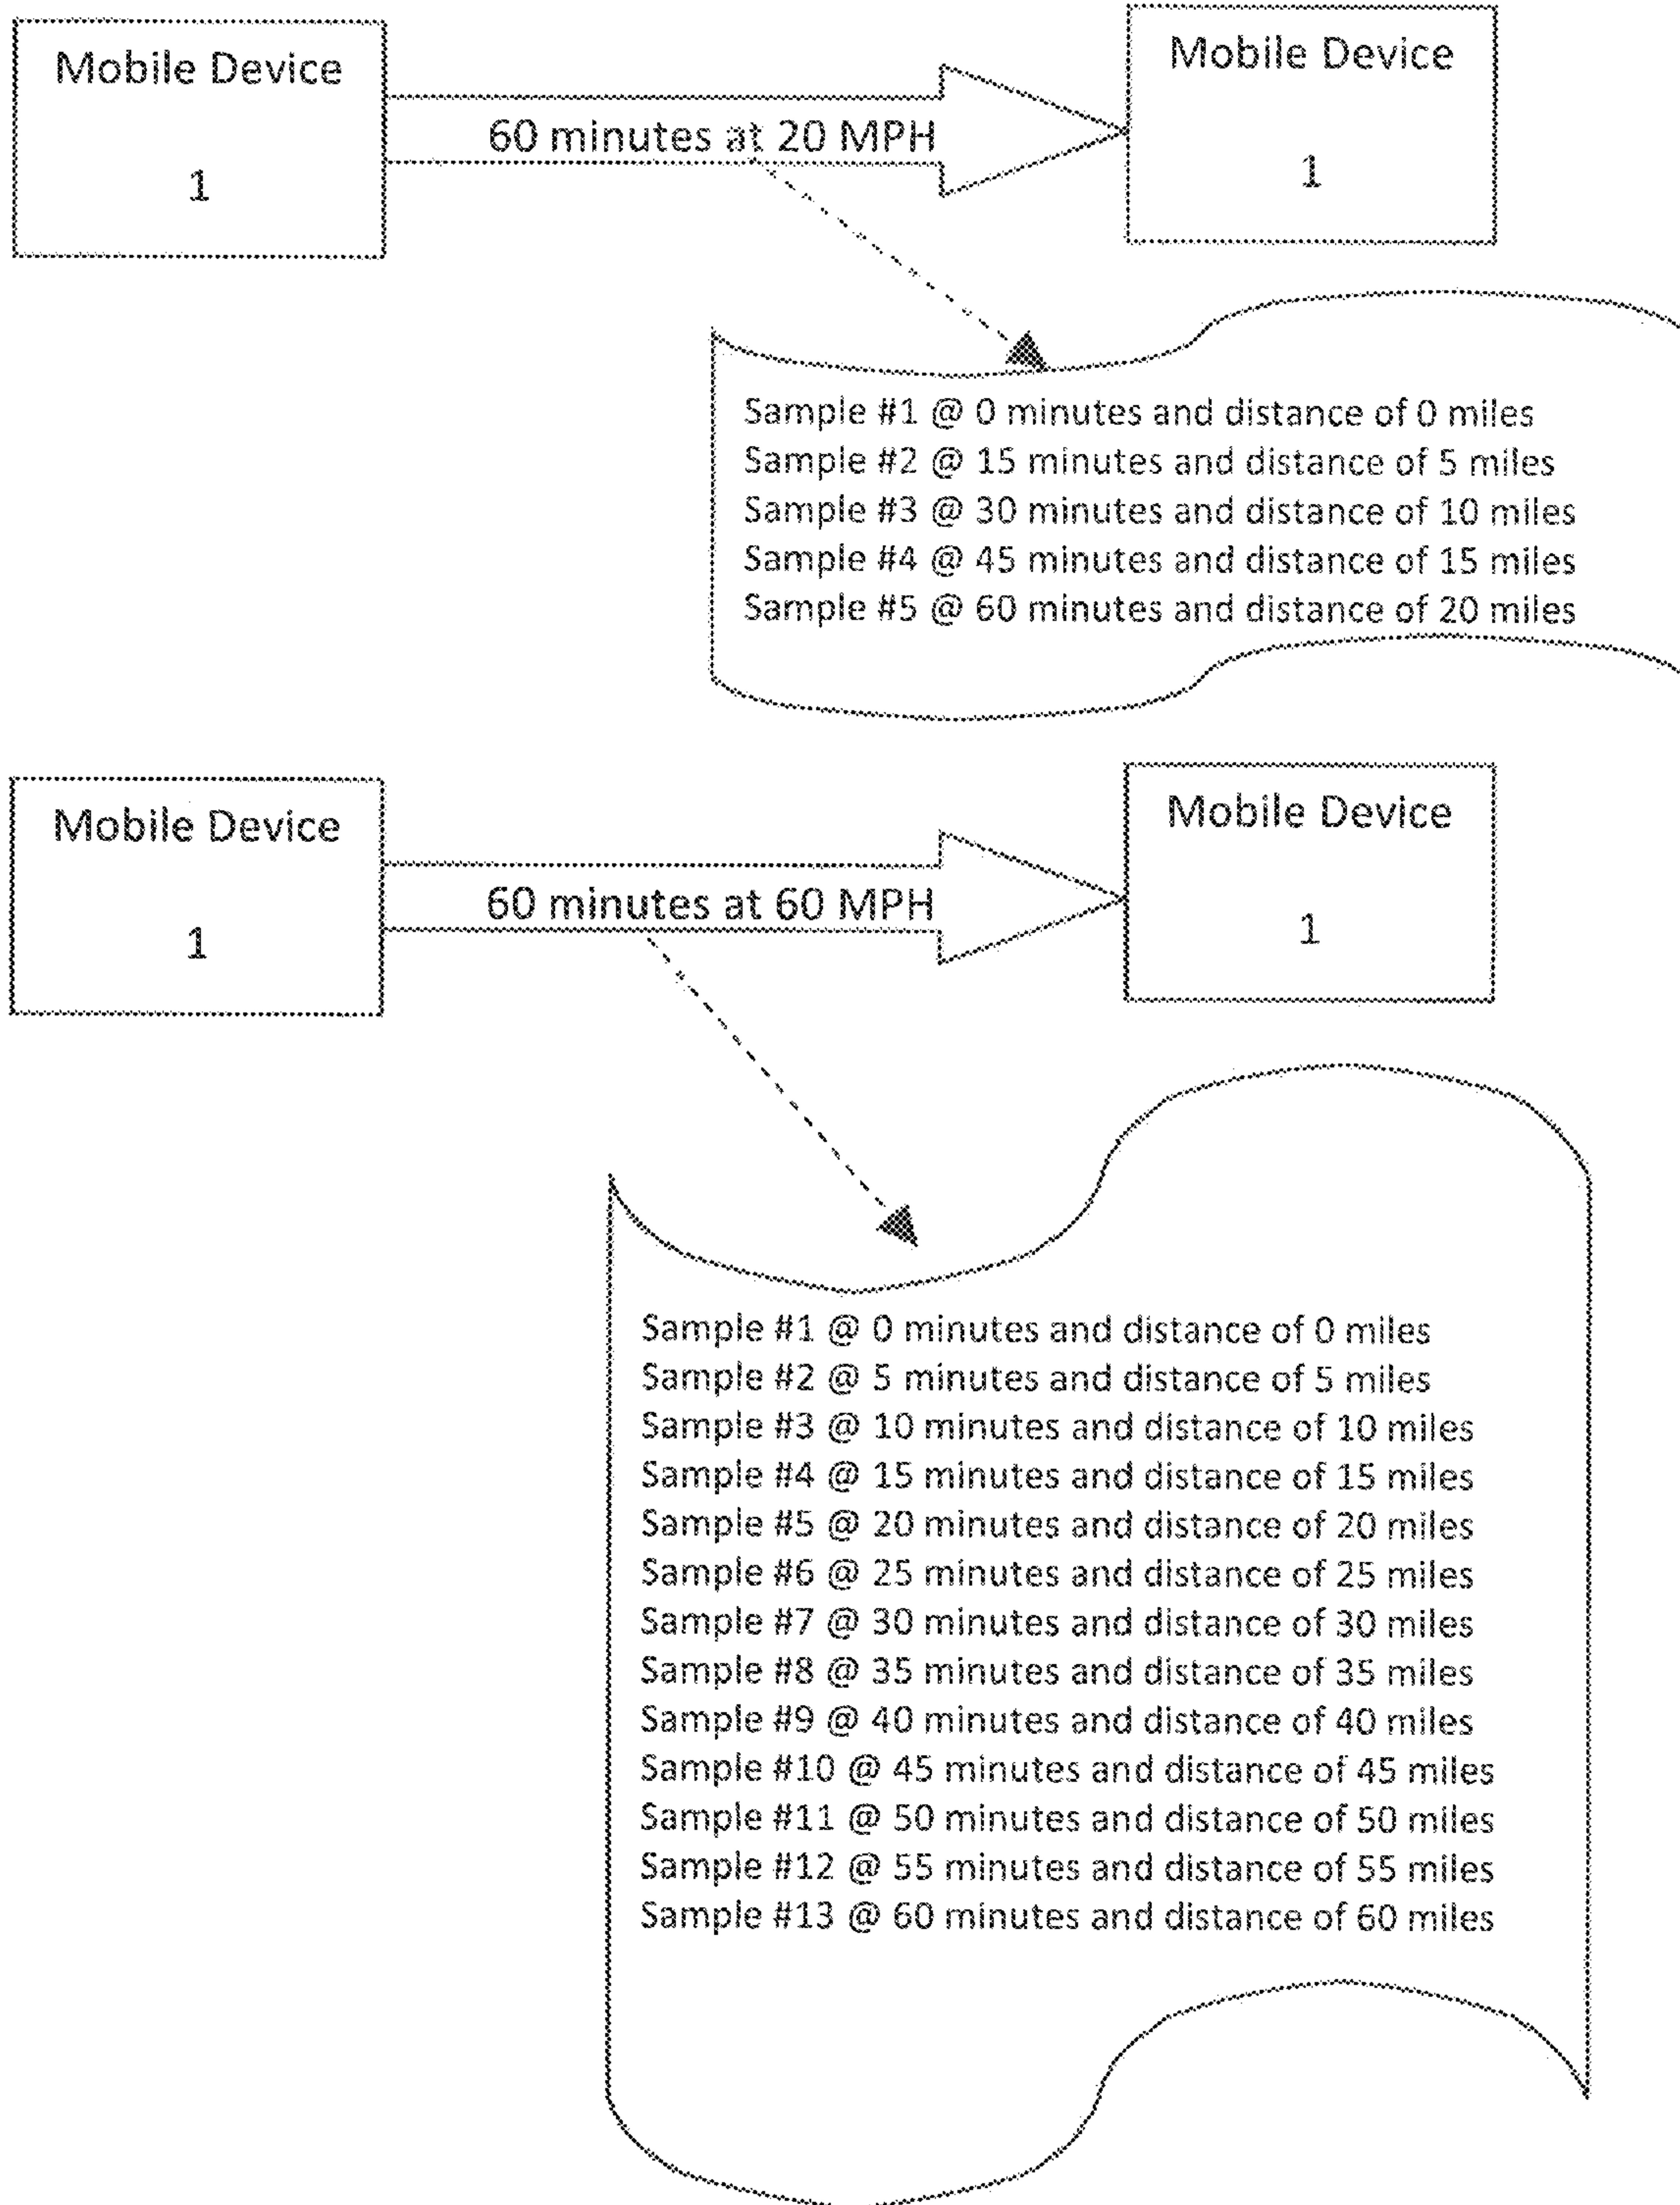 Mobile Device
1
60 minutes at 20 MPH
Mobile Device
1
Sample #1 @ 0 minutes and distance of 0 miles
Sample #2 @ 15 minutes and distance of 5 miles
Sample #3 @ 30 minutes and distance of 10 miles
Sample #4 @ 45 minutes and distance of 15 miles
Sample #5 @ 60 minutes and distance of 20 miles
Mobile Device
1
60 minutes at 60 MPH
Mobile Device
1
Sample #1 @ 0 minutes and distance of 0 miles
Sample #2 @ 5 minutes and distance of 5 miles
Sample #3 @ 10 minutes and distance of 10 miles
Sample #4 @ 15 minutes and distance of 15 miles
Sample #5 @ 20 minutes and distance of 20 miles
Sample #6 @ 25 minutes and distance of 25 miles
Sample #7 @ 30 minutes and distance of 30 miles
Sample #8 @ 35 minutes and distance of 35 miles
Sample #9 @ 40 minutes and distance of 40 miles
Sample #10 @ 45 minutes and distance of 45 miles
Sample #11 @ 50 minutes and distance of 50 miles
Sample #12 @ 55 minutes and distance of 55 miles
Sample #13 @ 60 minutes and distance of 60 miles